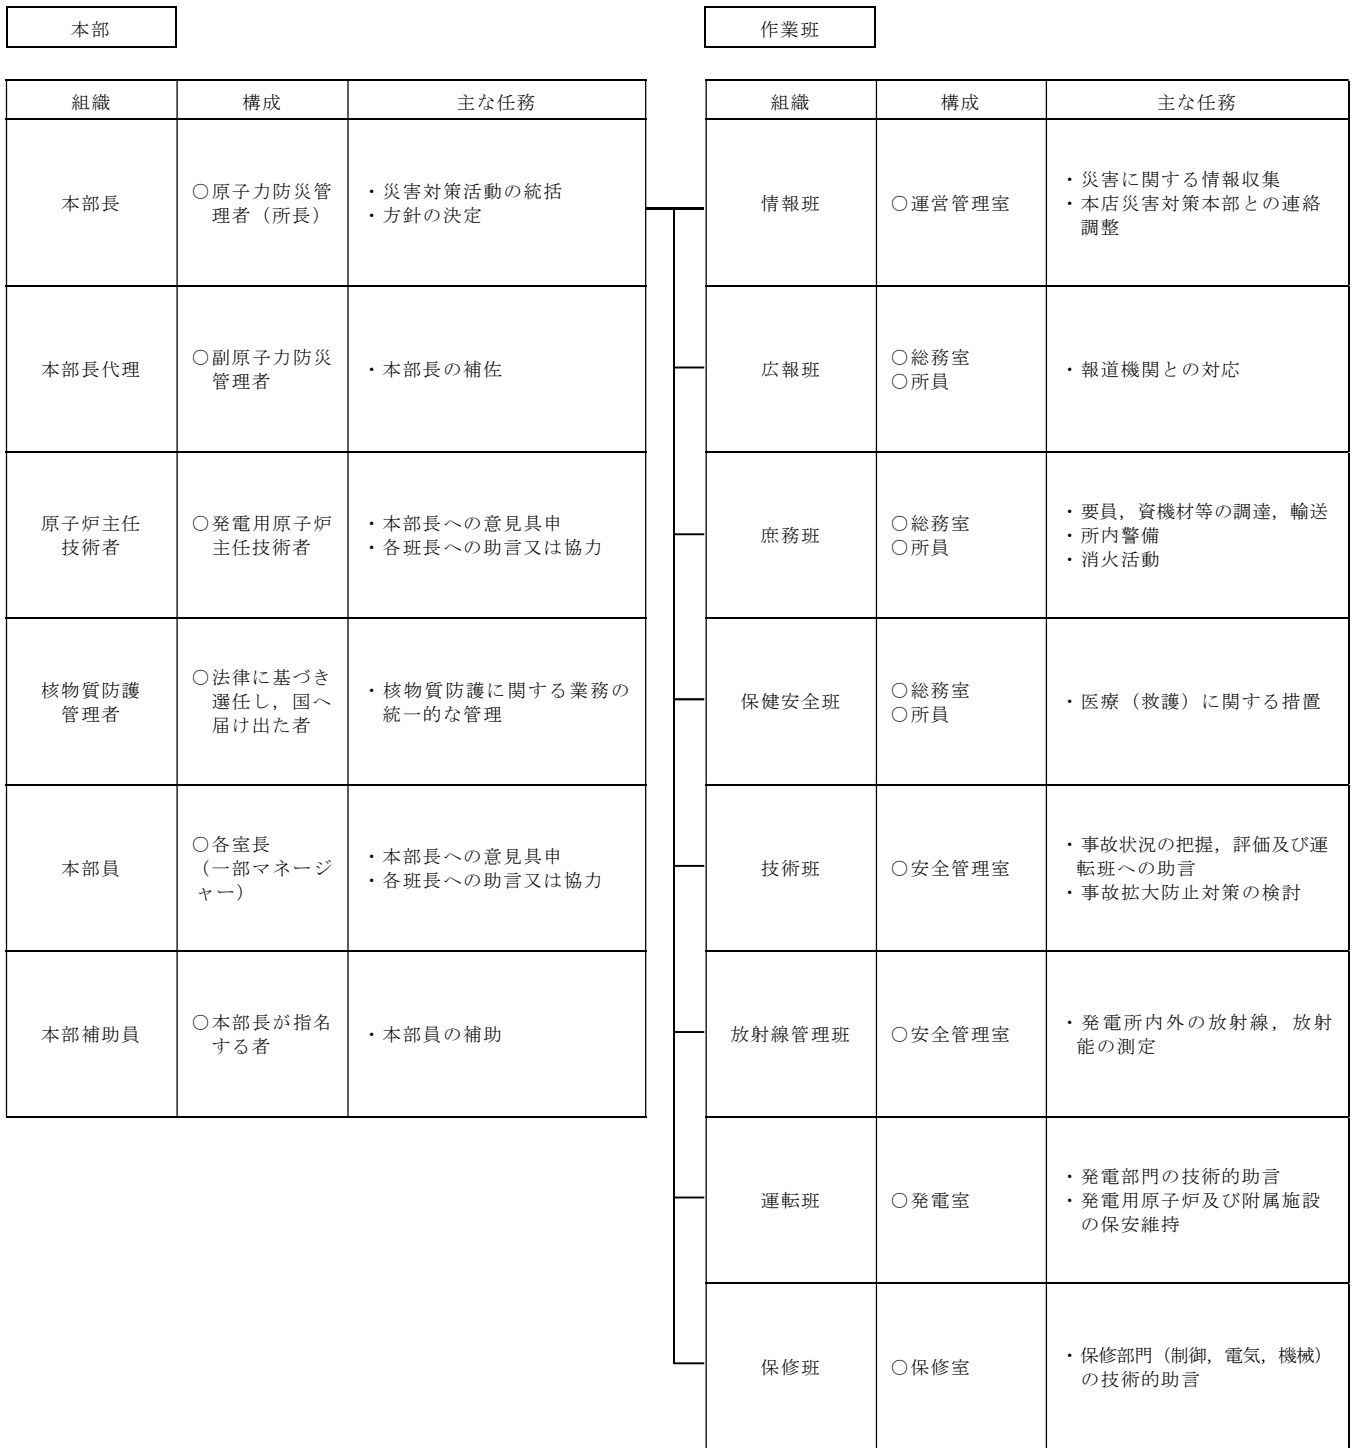 本部
組織
構成
主な任務
本部長
○原子力防災管
理者（所長）
・災害対策活動の統括
・方針の決定
本部長代理
○副原子力防災
管理者
・本部長の補佐
原子炉主任
技術者
○発電用原子炉
主任技術者
・本部長への意見具申
・各班長への助言又は協力
核物質防護
管理者
○法律に基づき
選任し，国へ
届け出た者
・核物質防護に関する業務の
統一的な管理
本部員
○各室長
（一部マネージ
ャー）
・本部長への意見具申
・各班長への助言又は協力
本部補助員
○本部長が指名
する者
・本部員の補助
作業班
組織
構成
主な任務
情報班
○運営管理室
・災害に関する情報収集
・本店災害対策本部との連絡
調整
広報班
○総務室
○所員
・報道機関との対応
庶務班
○総務室
○所員
・要員，資機材等の調達，輸送
・所内警備
・消火活動
保健安全班
○総務室
○所員
・医療（救護）に関する措置
技術班
○安全管理室
・事故状況の把握，評価及び運
転班への助言
・事故拡大防止対策の検討
放射線管理班
○安全管理室
・発電所内外の放射線，放射
能の測定
運転班
○発電室
・発電部門の技術的助言
・発電用原子炉及び附属施設
の保安維持
保修班
○保修室
・保修部門（制御，電気，機械）
の技術的助言